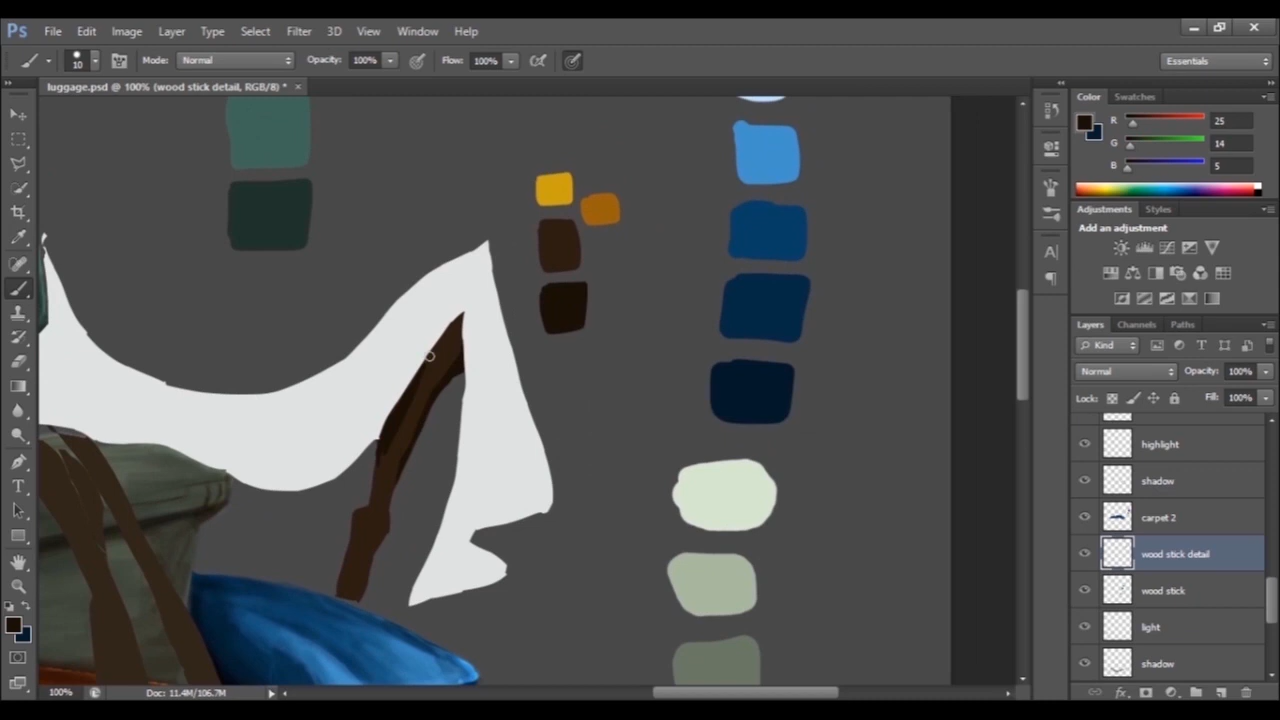 Ps File Edit Image Layer Type Select Filter 3D View Window Help
10 Mode: Normal Opacity: 100% Flow: 100% Essentials
luggage.psd @ 100% (wood stick detail, RGB/8) * ×
Color Swatches
R 25
G 14
B 5
Adjustments Styles
Add an adjustment
Layers Channels Paths
Kind
Normal Opacity: 100%
Lock: Fill: 100%
highlight
shadow
carpet 2
wood stick detail
wood stick
light
shadow
100% Doc: 11.4M/106.7M